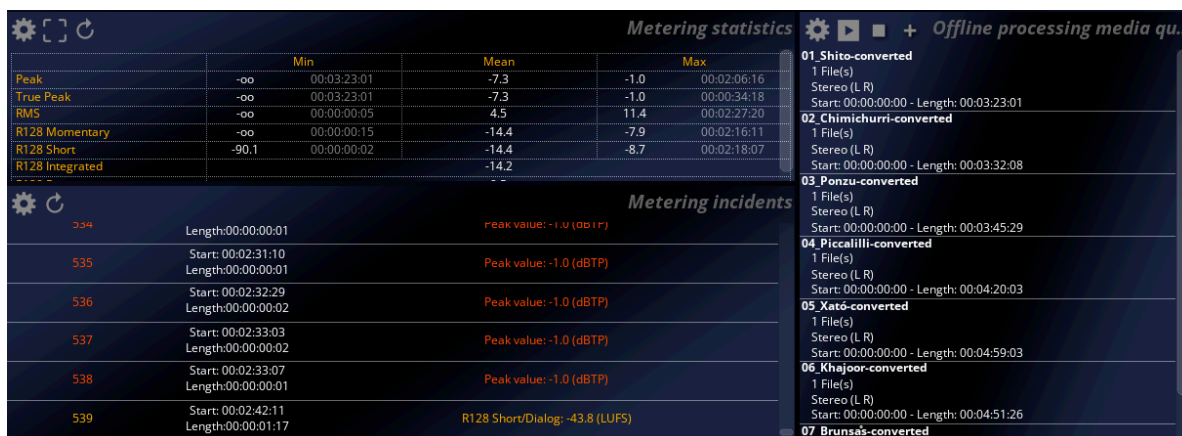 Metering statistics
Min Mean Max
Peak -oo 00:03:23:01 -7.3 -1.0 00:02:06:16
True Peak -oo 00:03:23:01 -7.3 -1.0 00:00:34:18
RMS -oo 00:00:00:05 4.5 11.4 00:02:27:20
R128 Momentary -oo 00:00:00:15 -14.4 -7.9 00:02:16:11
R128 Short -90.1 00:00:00:02 -14.4 -8.7 00:02:18:07
R128 Integrated -14.2
Metering incidents
534 Peak value: -1.0 (dBTP)
Length:00:00:00:01
Start: 00:02:31:10
535 Peak value: -1.0 (dBTP)
Length:00:00:00:01
Start: 00:02:32:29
536 Peak value: -1.0 (dBTP)
Length:00:00:00:02
Start: 00:02:33:03
537 Peak value: -1.0 (dBTP)
Length:00:00:00:02
Start: 00:02:33:07
538 Peak value: -1.0 (dBTP)
Length:00:00:00:01
Start: 00:02:42:11
539 R128 Short/Dialog: -43.8 (LUFS)
Length:00:00:01:17
Offline processing media qu..
01_Shito-converted
1 File(s)
Stereo (L R)
Start: 00:00:00:00 - Length: 00:03:23:01
02_Chimichurri-converted
1 File(s)
Stereo (L R)
Start: 00:00:00:00 - Length: 00:03:32:08
03_Ponzu-converted
1 File(s)
Stereo (L R)
Start: 00:00:00:00 - Length: 00:03:45:29
04_Piccalilli-converted
1 File(s)
Stereo (L R)
Start: 00:00:00:00 - Length: 00:04:20:03
05_Xató-converted
1 File(s)
Stereo (L R)
Start: 00:00:00:00 - Length: 00:04:59:03
06_Khajoor-converted
1 File(s)
Stereo (L R)
Start: 00:00:00:00 - Length: 00:04:51:26
07_Brunsås-converted